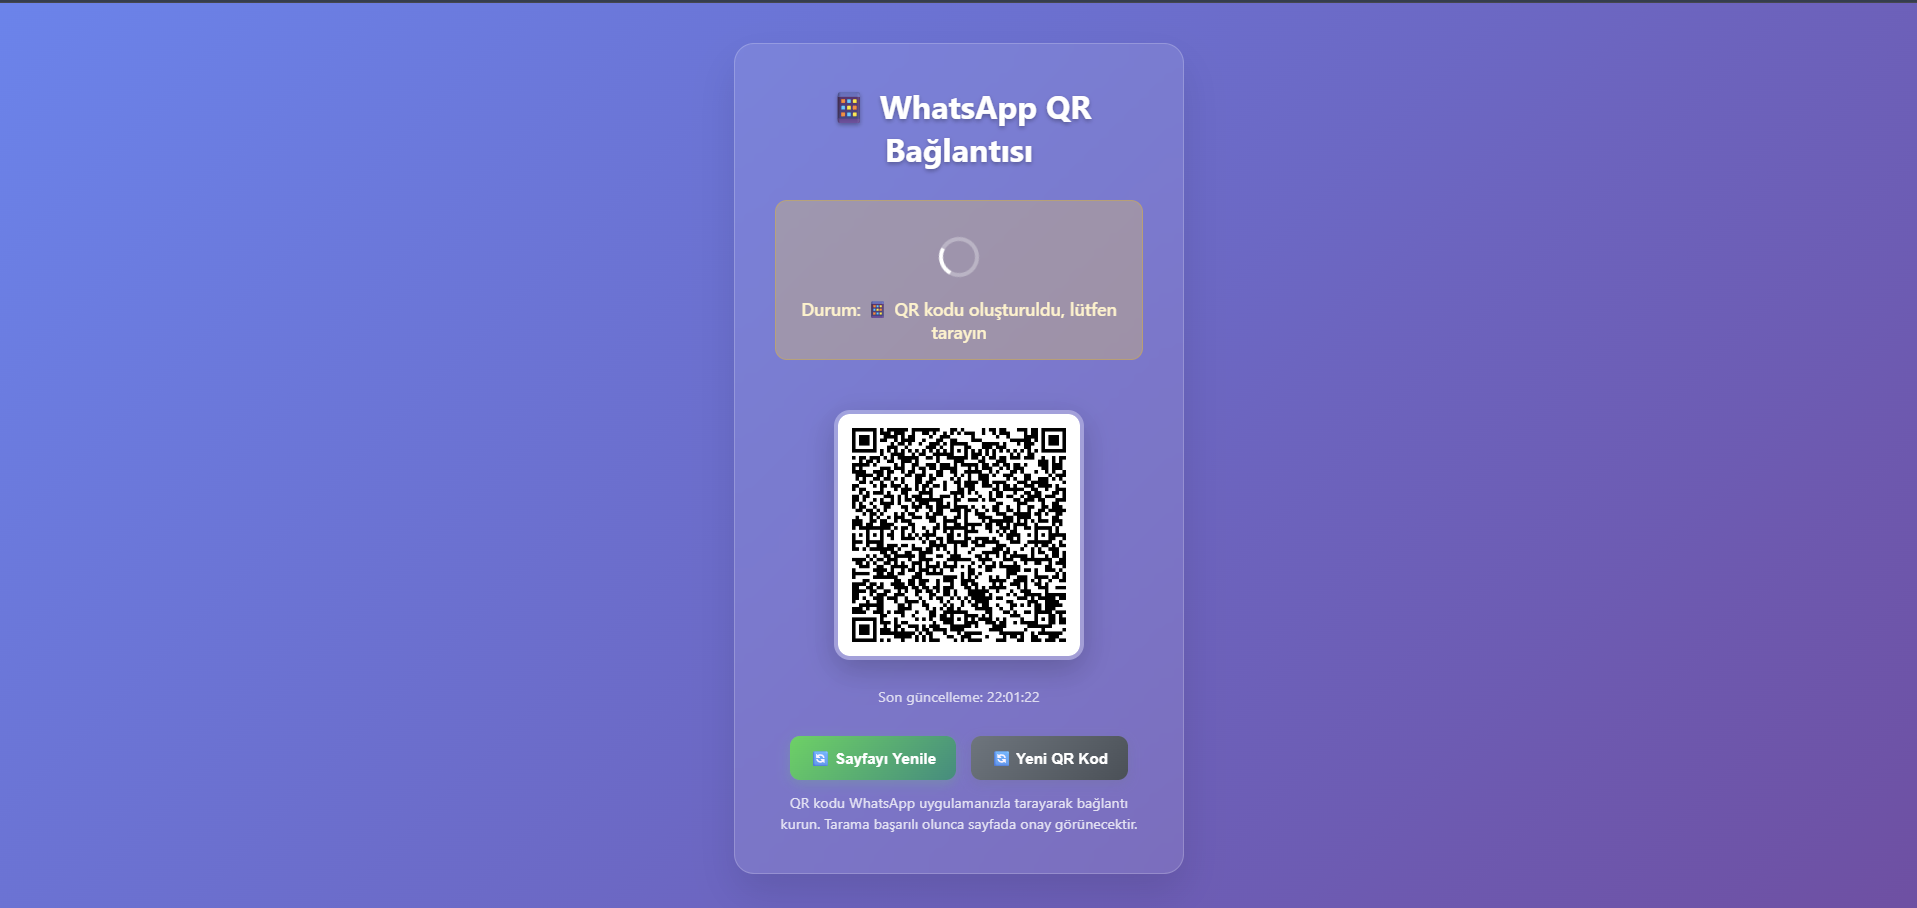 WhatsApp QR
Bağlantısı
Durum: QR kodu oluşturuldu, lütfen
tarayın
Son güncelleme: 22:01:22
Sayfayı Yenile
Yeni QR Kod
QR kodu WhatsApp uygulamanızla tarayarak bağlantı
kurun. Tarama başarılı olunca sayfada onay görünecektir.